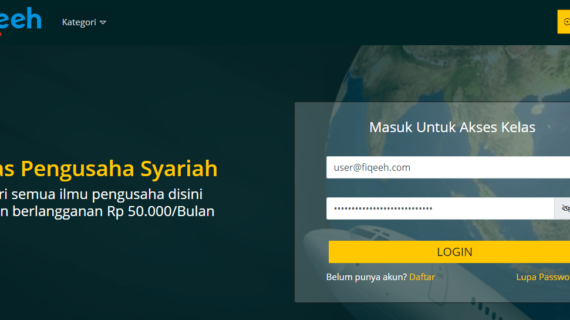 eeh
Kategori
Masuk Untuk Akses Kelas
user@fiqeeh.com
as Pengusaha Syariah
ri semua ilmu pengusaha disini
n berlangganan Rp 50.000/Bulan
LOGIN
Belum punya akun? Daftar
Lupa Passwo